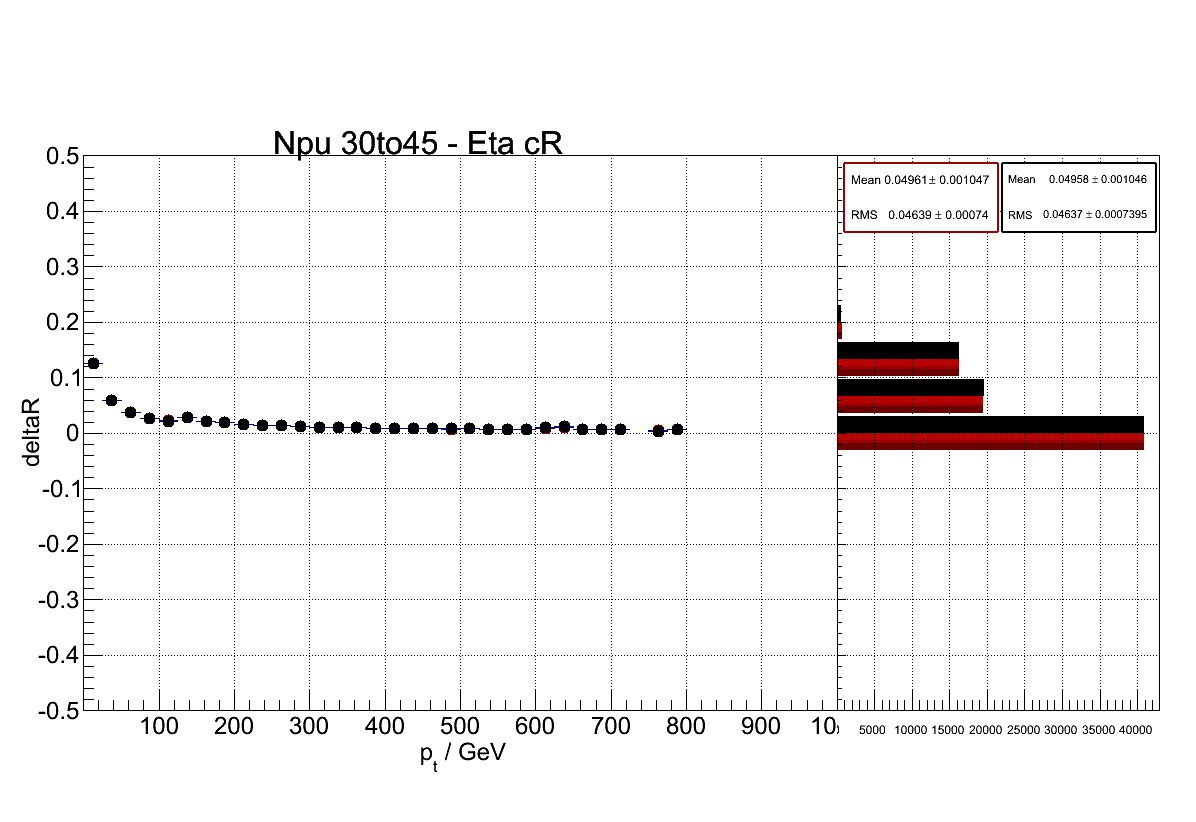 Npu 30to45 - Eta cR
0.5
0.4
0.3
0.2
0.1
0
-0.1
-0.2
-0.3
-0.4
-0.5
deltaR
100 200 300 400 500 600 700 800 900
p_t / GeV
Mean 0.04961 ± 0.001047
RMS 0.04639 ± 0.00074
Mean 0.04958 ± 0.001046
RMS 0.04637 ± 0.0007395
5000 10000 15000 20000 25000 30000 35000 40000